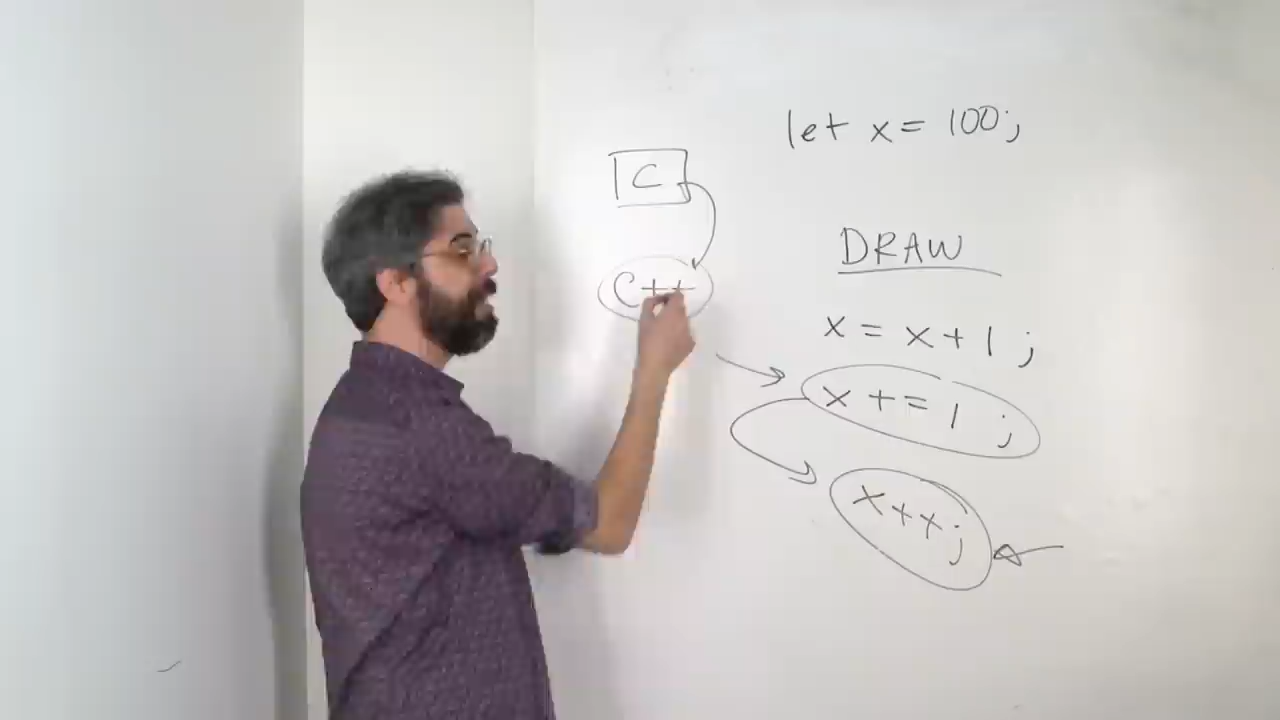 let x = 100;
C
C++
DRAW
x = x + 1 ;
x += 1 ;
x++;